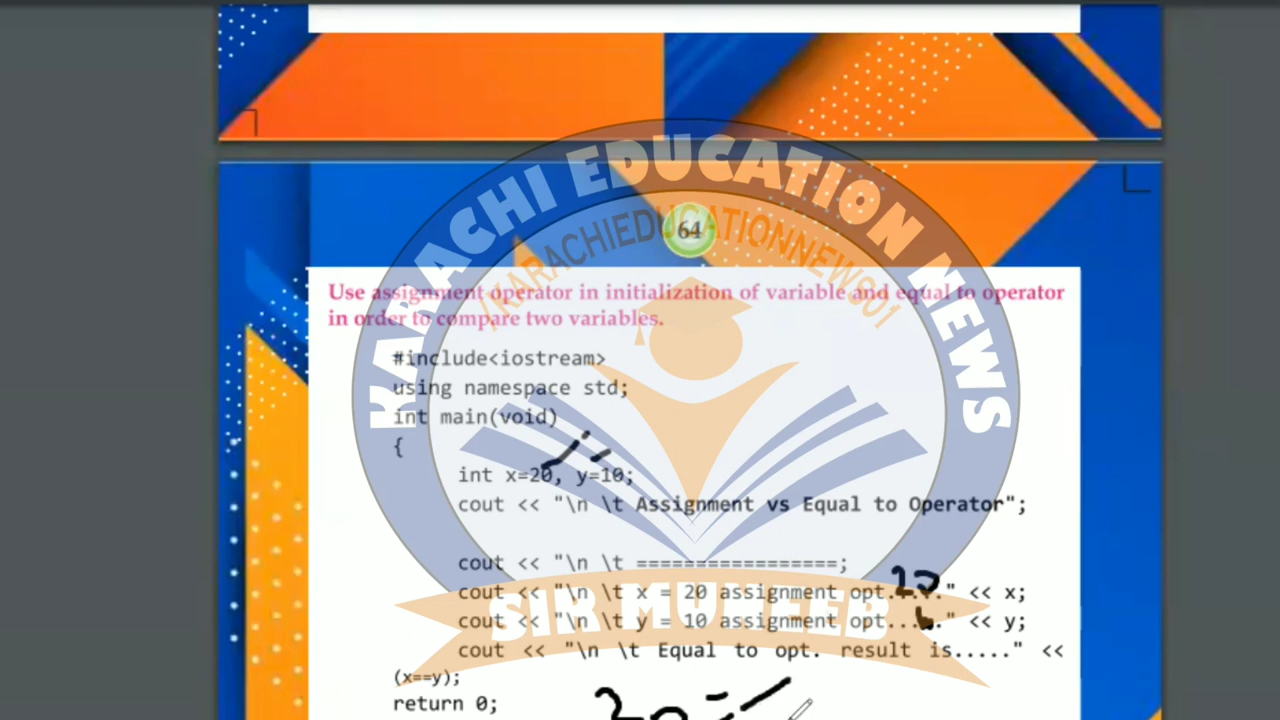 KARACHI EDUCATION NEWS
/KARACHIEDUCATIONNEWS01
64
Use assignment operator in initialization of variable and equal to operator
in order to compare two variables.
#include<iostream>
using namespace std;
int main(void)
{
int x=20, y=10;
cout << "\n \t Assignment vs Equal to Operator";
cout << "\n \t =================;
cout << "\n \t x = 20 assignment opt....." << x;
cout << "\n \t y = 10 assignment opt....." << y;
cout << "\n \t Equal to opt. result is....." <<
(x==y);
return 0;
SIR MUNEEB
20 =